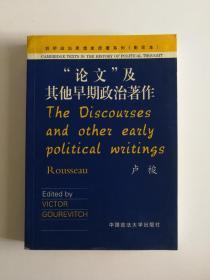 剑桥政治思想史原著系列（影印本）
CAMBRIDGE TEXTS IN THE HISTORY OF POLITICAL THOUGHT
“论文”及
其他早期政治著作
The Discourses
and other early
political writings
Rousseau 卢梭
Edited by
VICTOR
GOUREVITCH
中国政法大学出版社